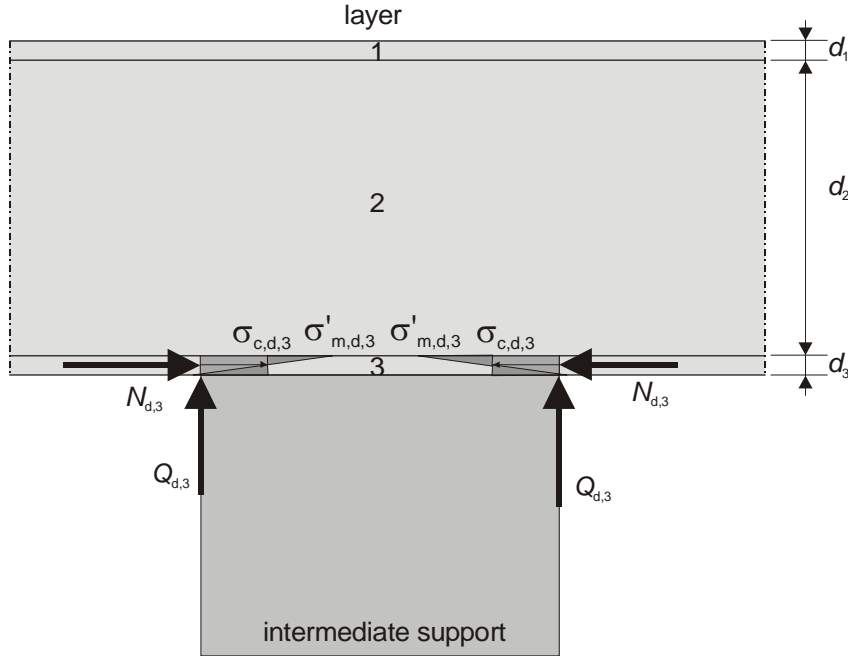 layer
1
d1
2
d2
σc,d,3 σ'm,d,3 σ'm,d,3 σc,d,3
3
d3
Nd,3
Nd,3
Qd,3
Qd,3
intermediate support